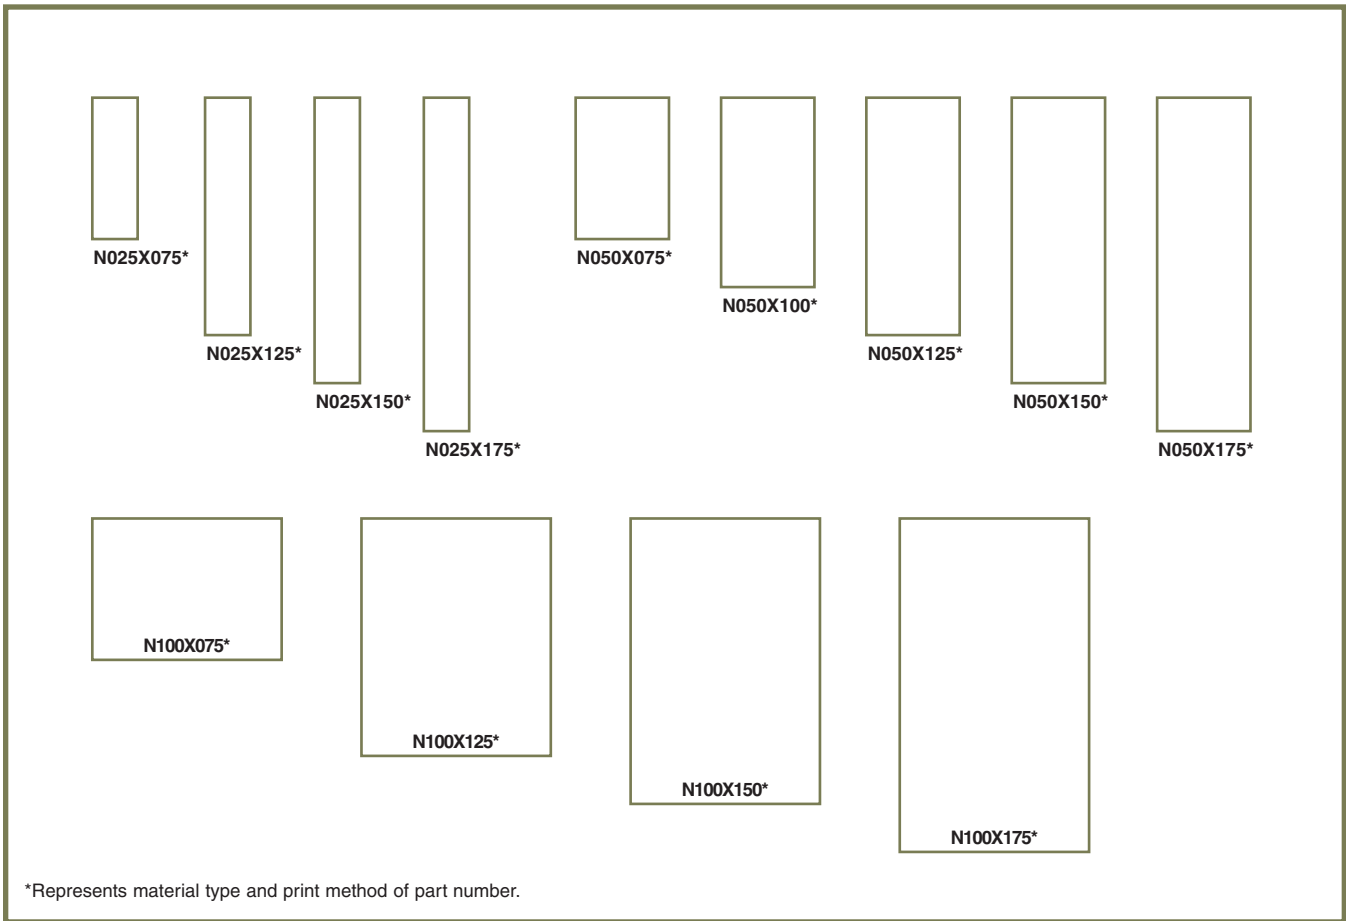 N025X075*
N025X125*
N025X150*
N025X175*
N050X075*
N050X100*
N050X125*
N050X150*
N050X175*
N100X075*
N100X125*
N100X150*
N100X175*
*Represents material type and print method of part number.